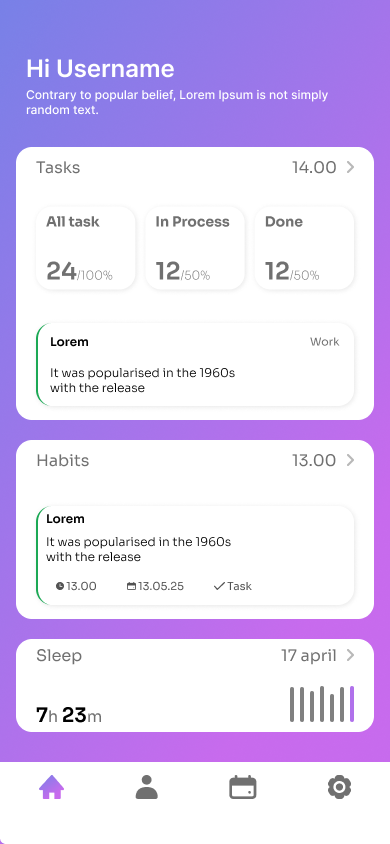 Hi Username
Contrary to popular belief, Lorem Ipsum is not simply
random text.
Tasks 14.00
All task In Process Done
24/100% 12/50% 12/50%
Lorem Work
It was popularised in the 1960s
with the release
Habits 13.00
Lorem
It was popularised in the 1960s
with the release
13.00 13.05.25 Task
Sleep 17 april
7h 23m